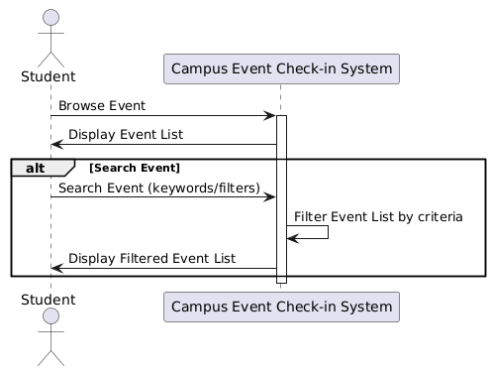 Student
Campus Event Check-in System
Browse Event
Display Event List
alt [Search Event]
Search Event (keywords/filters)
Filter Event List by criteria
Display Filtered Event List
Student
Campus Event Check-in System